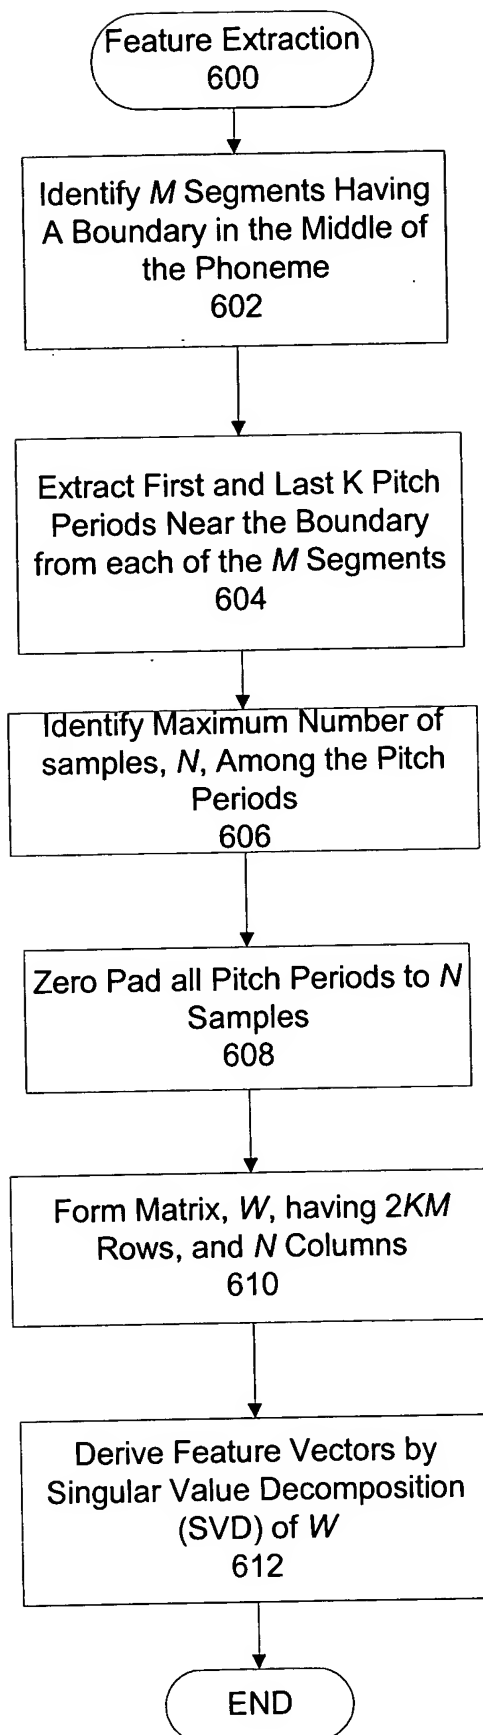 Feature Extraction
600
Identify M Segments Having
A Boundary in the Middle of
the Phoneme
602
Extract First and Last K Pitch
Periods Near the Boundary
from each of the M Segments
604
Identify Maximum Number of
samples, N, Among the Pitch
Periods
606
Zero Pad all Pitch Periods to N
Samples
608
Form Matrix, W, having 2KM
Rows, and N Columns
610
Derive Feature Vectors by
Singular Value Decomposition
(SVD) of W
612
END